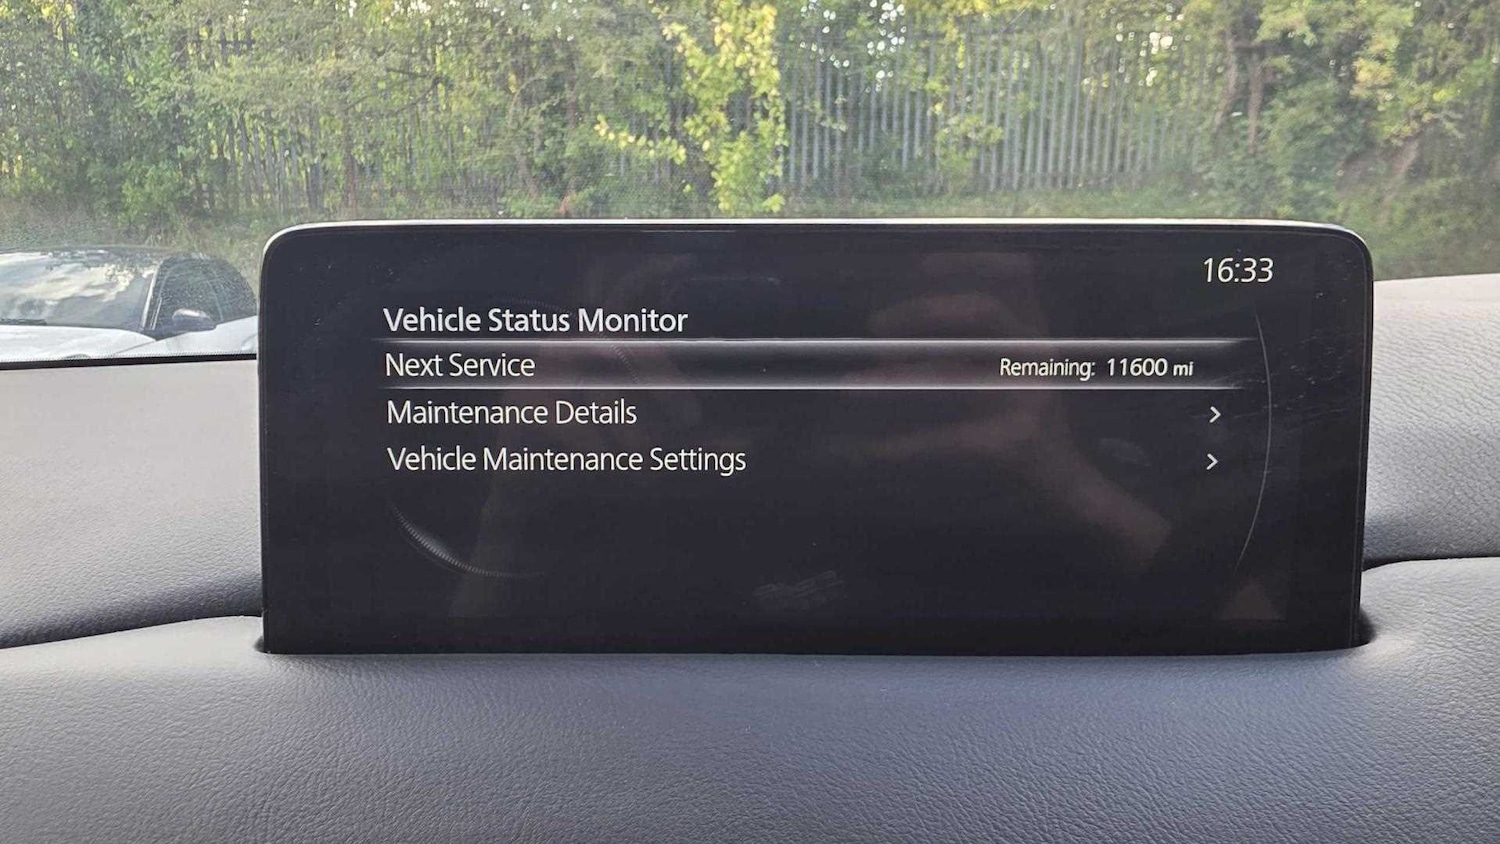 16:33
Vehicle Status Monitor
Next Service Remaining: 11600 mi
Maintenance Details
Vehicle Maintenance Settings